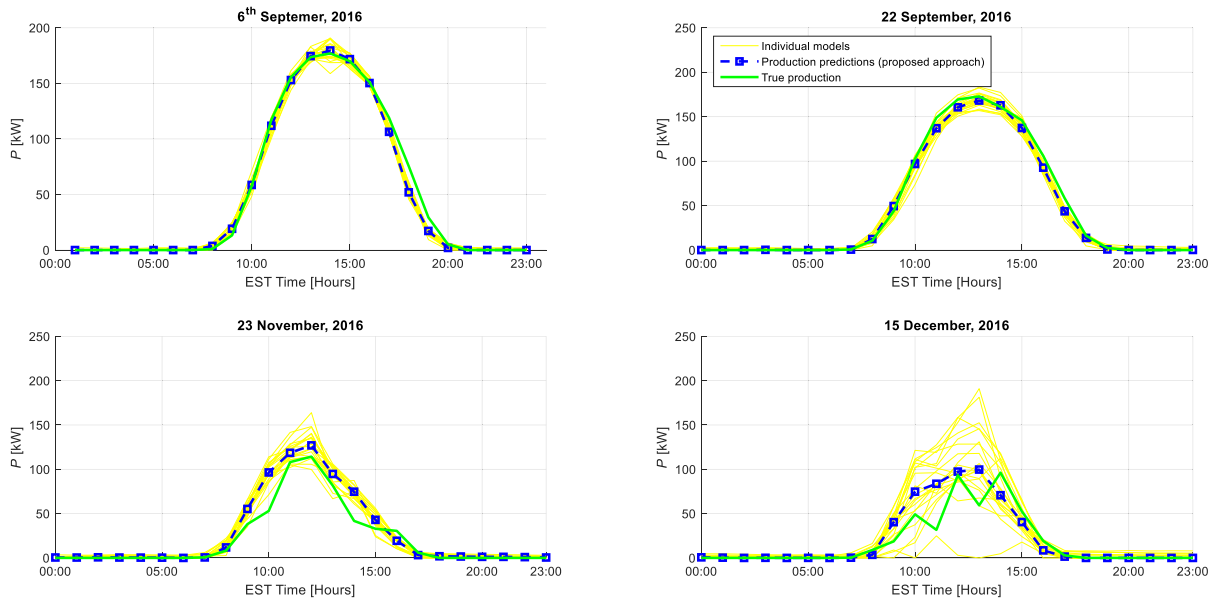 6th Septemer, 2016
200
150
100
50
0
P [kW]
00:00 05:00 10:00 15:00 20:00 23:00
EST Time [Hours]
22 September, 2016
Individual models
Production predictions (proposed approach)
True production
250
200
150
100
50
0
P [kW]
00:00 05:00 10:00 15:00 20:00 23:00
EST Time [Hours]
23 November, 2016
250
200
150
100
50
0
P [kW]
00:00 10:00 15:00 20:00 23:00
EST Time [Hours]
15 December, 2016
250
200
150
100
50
0
P [kW]
00:00 10:00 15:00 20:00 23:00
EST Time [Hours]